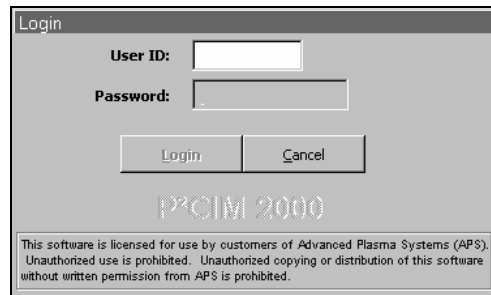 Login
User ID:
Password:
Login
Cancel
P²CIM 2000
This software is licensed for use by customers of Advanced Plasma Systems (APS).
Unauthorized use is prohibited. Unauthorized copying or distribution of this software
without written permission from APS is prohibited.